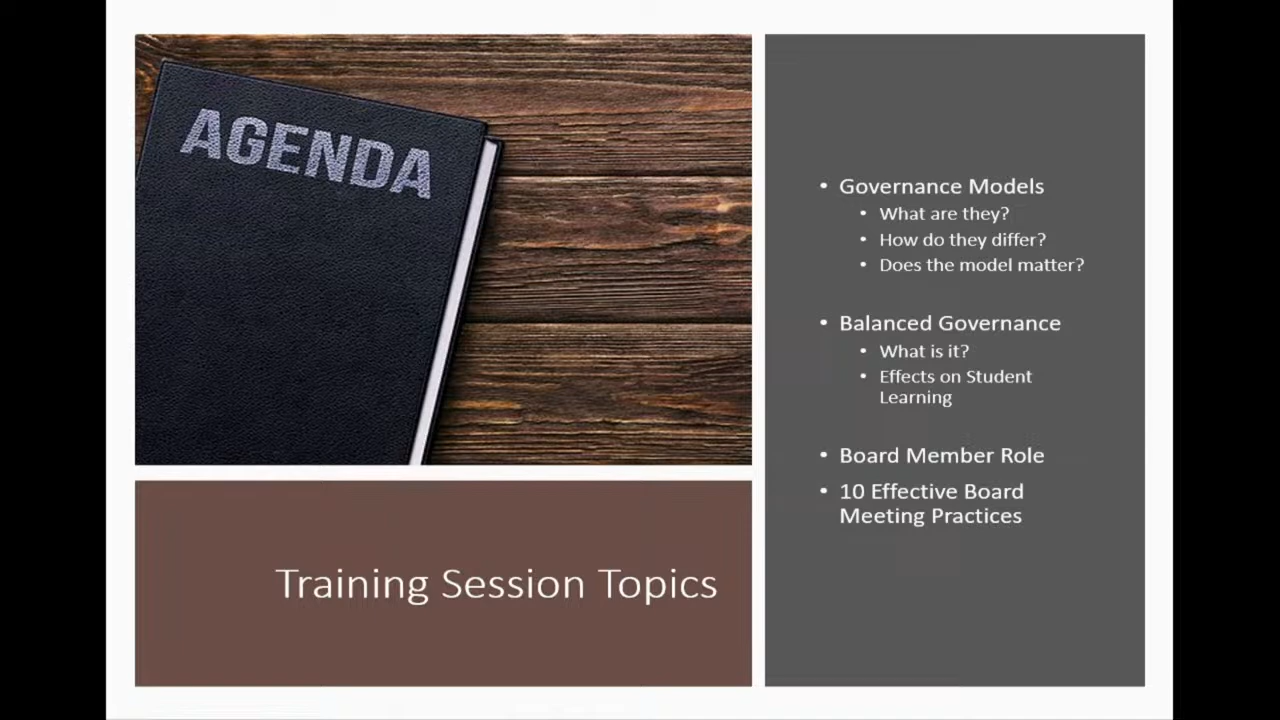 AGENDA
Training Session Topics
• Governance Models
• What are they?
• How do they differ?
• Does the model matter?
• Balanced Governance
• What is it?
• Effects on Student
Learning
• Board Member Role
• 10 Effective Board
Meeting Practices